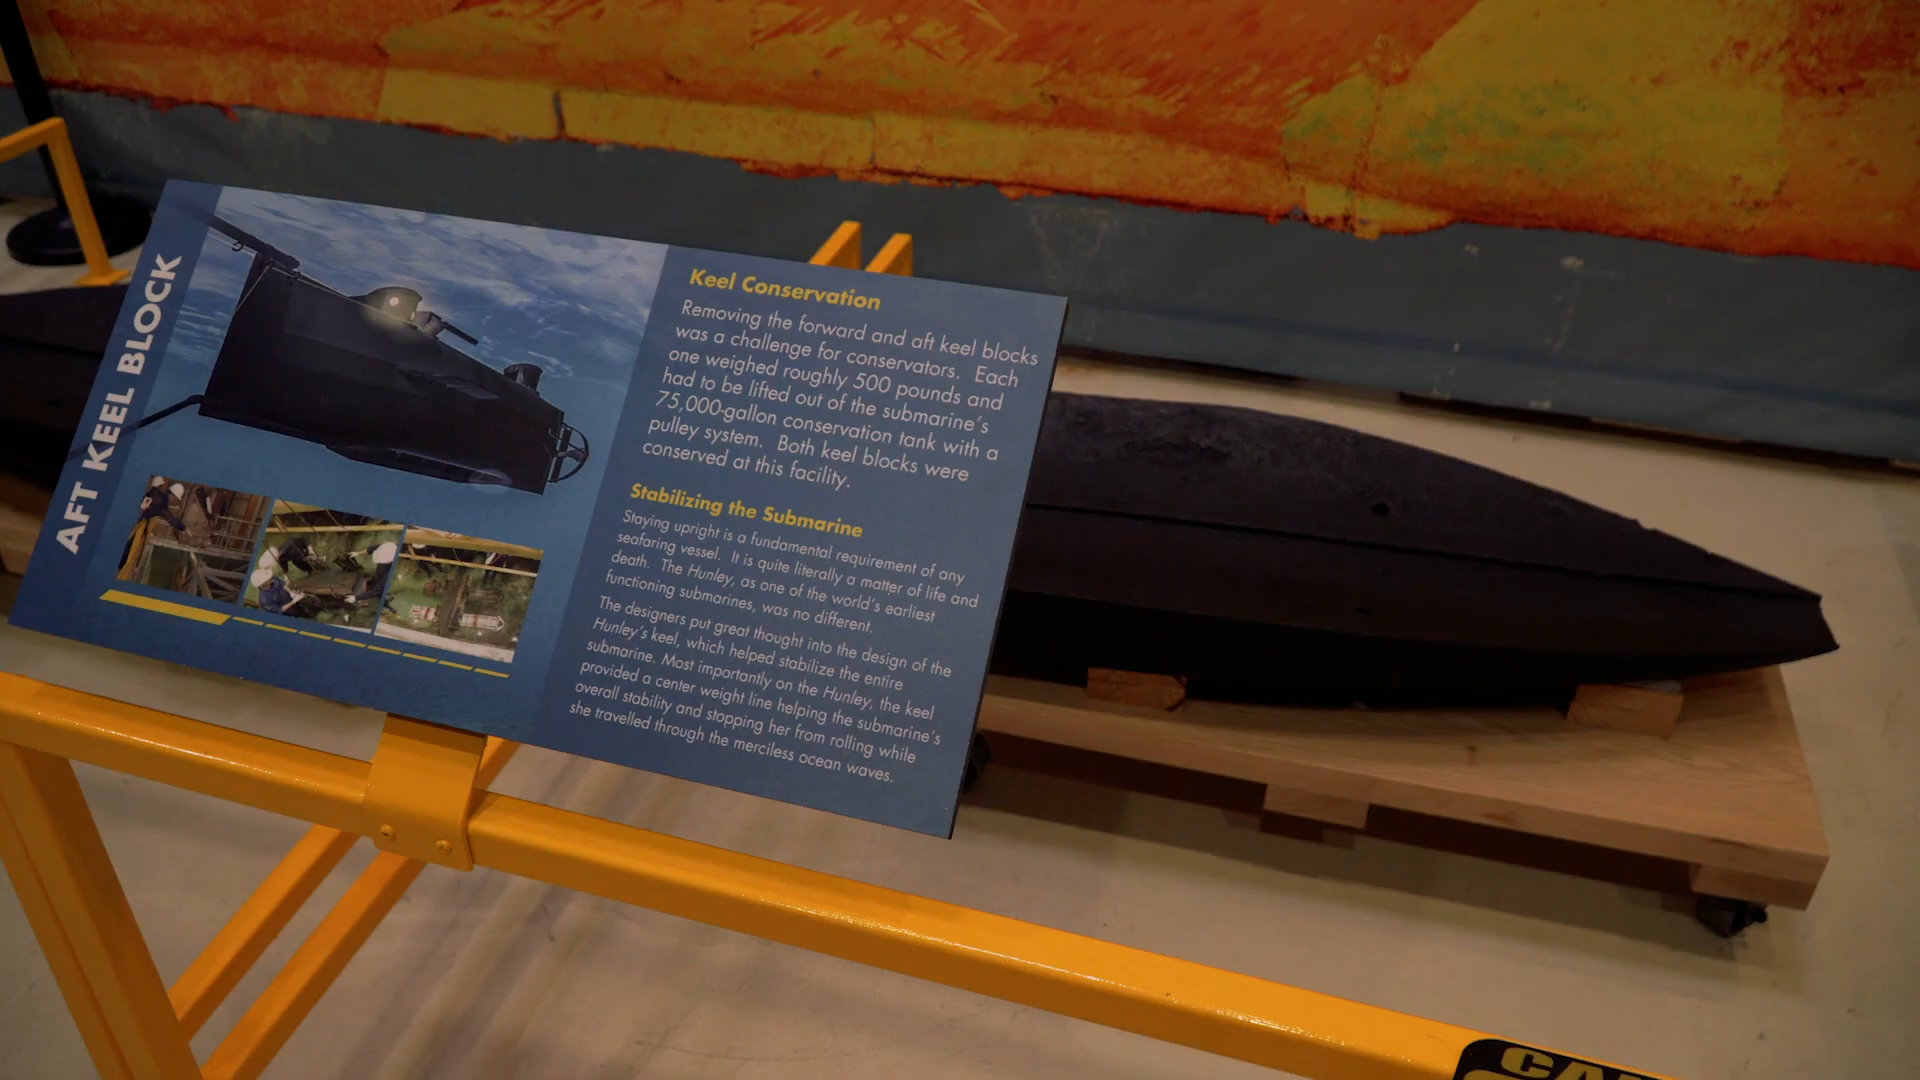 AFT KEEL BLOCK
Keel Conservation
Removing the forward and aft keel blocks
was a challenge for conservators. Each
one weighed roughly 500 pounds and
had to be lifted out of the submarine's
75,000-gallon conservation tank with a
pulley system. Both keel blocks were
conserved at this facility.
Stabilizing the Submarine
Staying upright is a fundamental requirement of any
seafaring vessel. It is quite literally a matter of life and
death. The Hunley, as one of the world's earliest
functioning submarines, was no different.
The designers put great thought into the design of the
Hunley's keel, which helped stabilize the entire
submarine. Most importantly on the Hunley, the keel
provided a center weight line helping the submarine's
overall stability and stopping her from rolling while
she travelled through the merciless ocean waves.